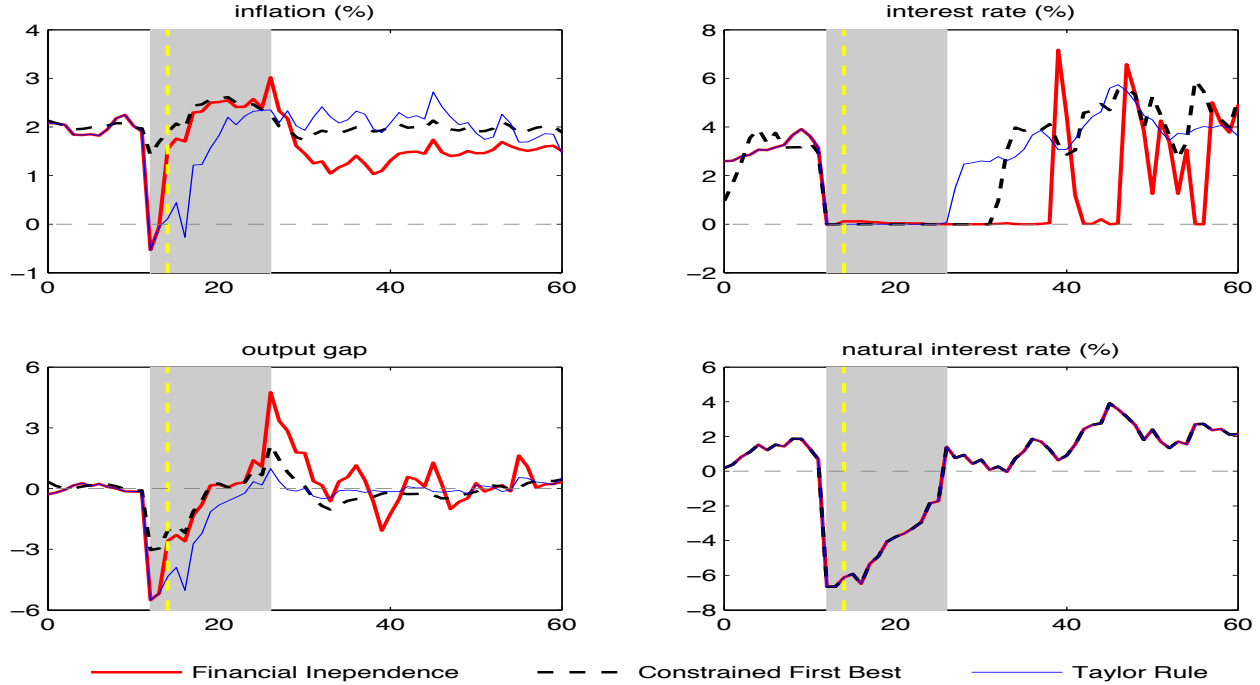 inflation (%)
4
3
2
1
0
−1
0 20 40 60
interest rate (%)
8
6
4
2
0
−2
0 20 40 60
output gap
6
3
0
−3
−6
0 20 40 60
natural interest rate (%)
4
2
0
−2
−4
−6
−8
0 20 40 60
Financial Inependence Constrained First Best Taylor Rule